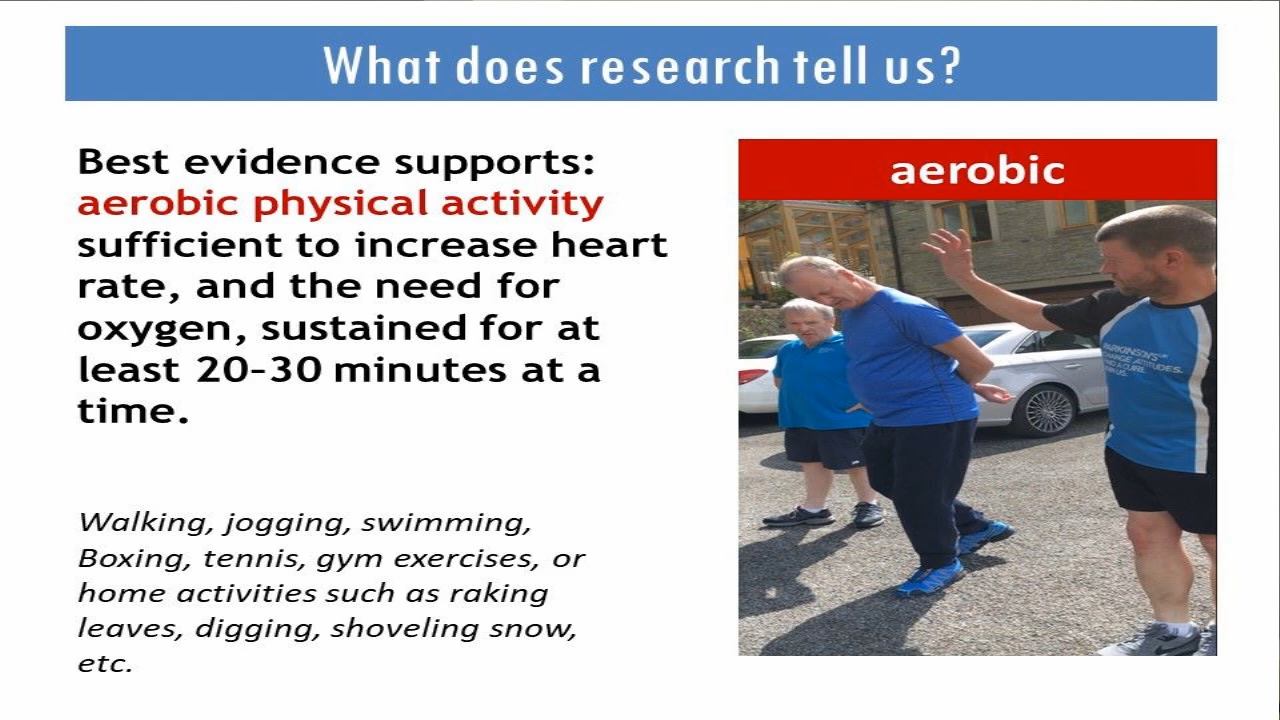 What does research tell us?
Best evidence supports:
aerobic physical activity
sufficient to increase heart
rate, and the need for
oxygen, sustained for at
least 20-30 minutes at a
time.
Walking, jogging, swimming,
Boxing, tennis, gym exercises, or
home activities such as raking
leaves, digging, shoveling snow,
etc.
aerobic
PARKINSON'S
CHANGE ATTITUDES.